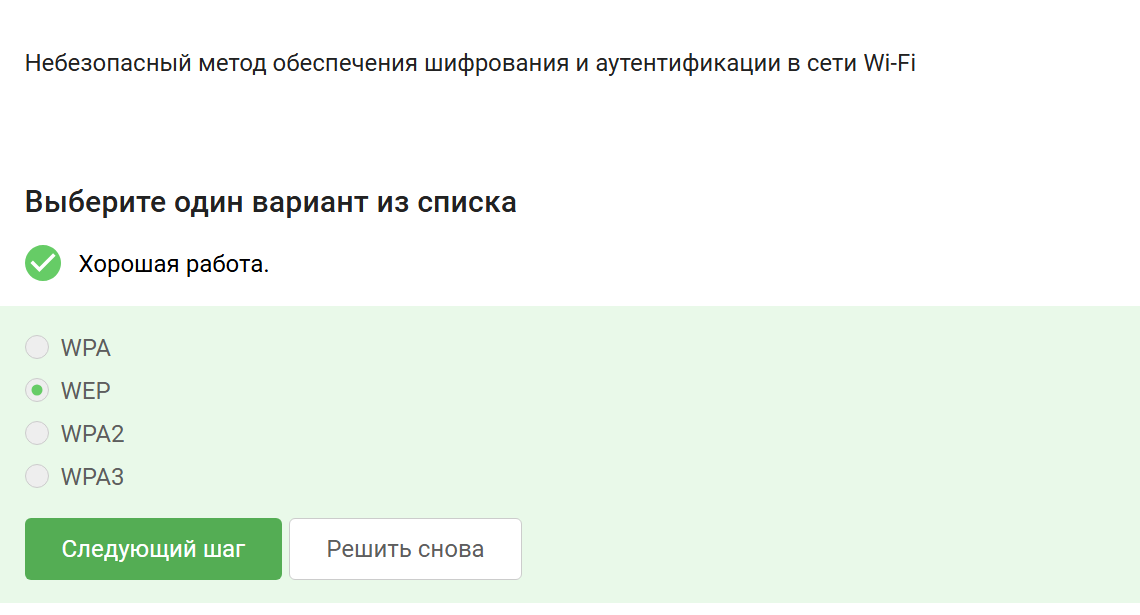 Небезопасный метод обеспечения шифрования и аутентификации в сети Wi-Fi
Выберите один вариант из списка
Хорошая работа.
WPA
WEP
WPA2
WPA3
Следующий шаг
Решить снова